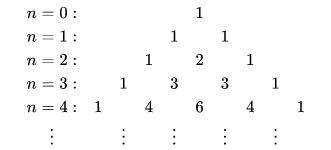 n = 0 : 1
n = 1 : 1 1
n = 2 : 1 2 1
n = 3 : 1 3 3 1
n = 4 : 1 4 6 4 1
⋮ ⋮ ⋮ ⋮ ⋮